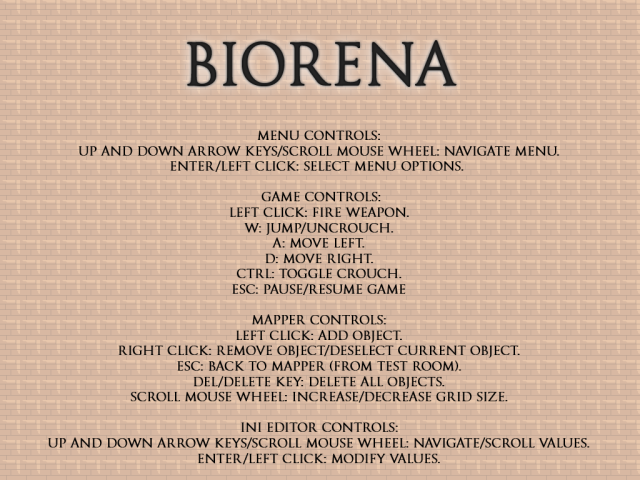 BIORENA
MENU CONTROLS:
UP AND DOWN ARROW KEYS/SCROLL MOUSE WHEEL: NAVIGATE MENU.
ENTER/LEFT CLICK: SELECT MENU OPTIONS.
GAME CONTROLS:
LEFT CLICK: FIRE WEAPON.
W: JUMP/UNCROUCH.
A: MOVE LEFT.
D: MOVE RIGHT.
CTRL: TOGGLE CROUCH.
ESC: PAUSE/RESUME GAME
MAPPER CONTROLS:
LEFT CLICK: ADD OBJECT.
RIGHT CLICK: REMOVE OBJECT/DESELECT CURRENT OBJECT.
ESC: BACK TO MAPPER (FROM TEST ROOM).
DEL/DELETE KEY: DELETE ALL OBJECTS.
SCROLL MOUSE WHEEL: INCREASE/DECREASE GRID SIZE.
INI EDITOR CONTROLS:
UP AND DOWN ARROW KEYS/SCROLL MOUSE WHEEL: NAVIGATE/SCROLL VALUES.
ENTER/LEFT CLICK: MODIFY VALUES.